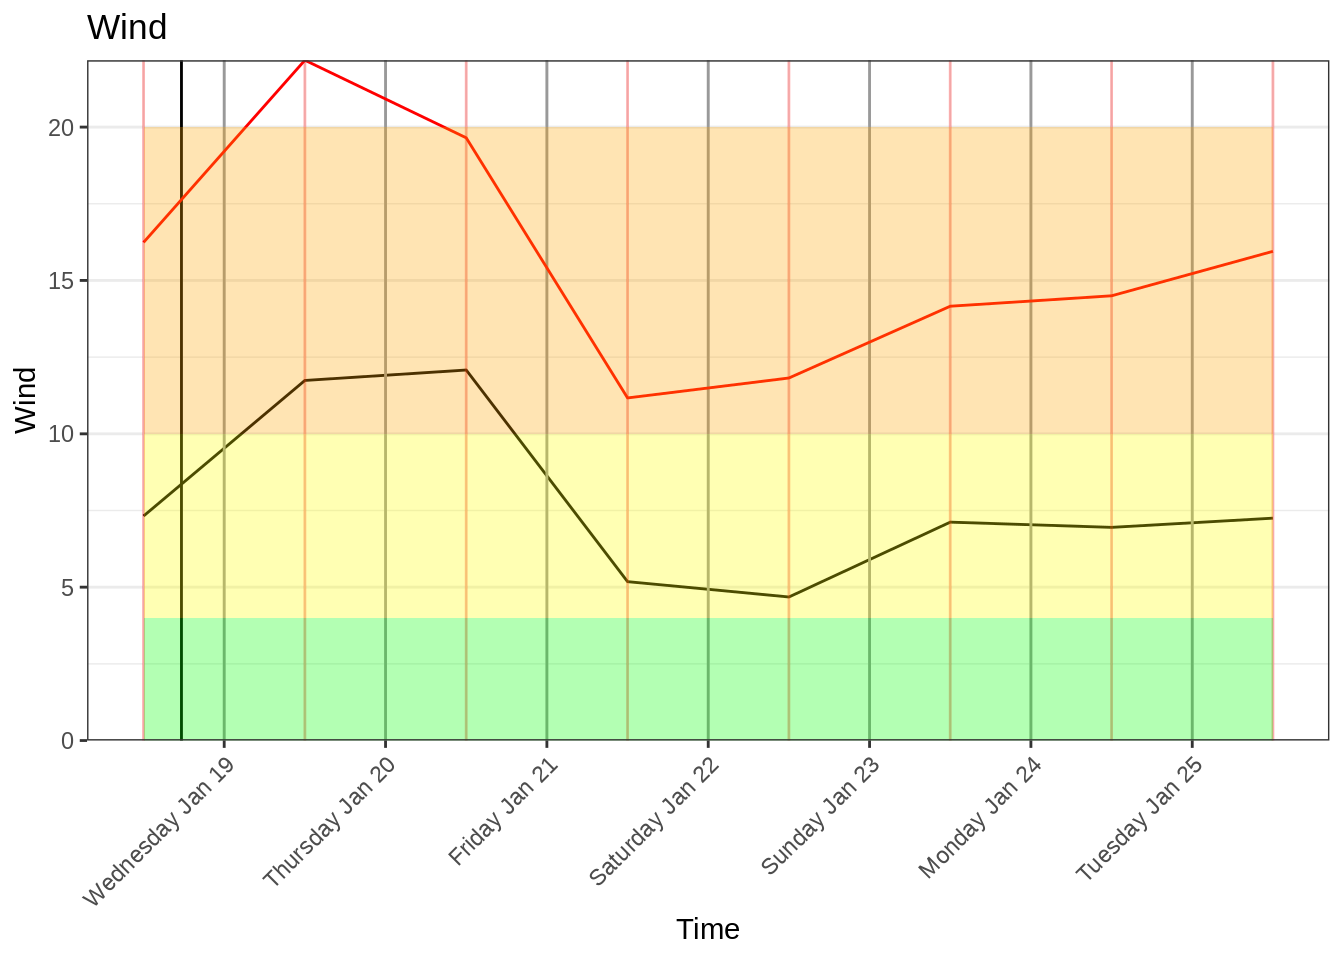 Wind
Wind
20
15
10
5
0
Wednesday Jan 19
Thursday Jan 20
Friday Jan 21
Saturday Jan 22
Sunday Jan 23
Monday Jan 24
Tuesday Jan 25
Time